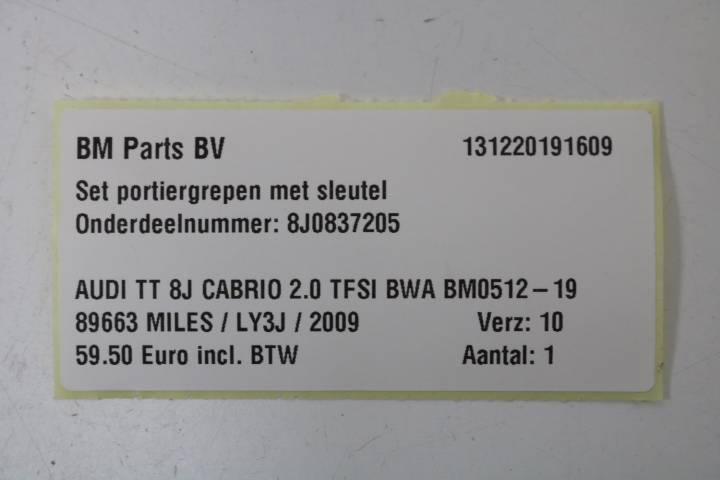 BM Parts BV 131220191609
Set portiergrepen met sleutel
Onderdeelnummer: 8J0837205
AUDI TT 8J CABRIO 2.0 TFSI BWA BM0512-19
89663 MILES / LY3J / 2009 Verz: 10
59.50 Euro incl. BTW Aantal: 1